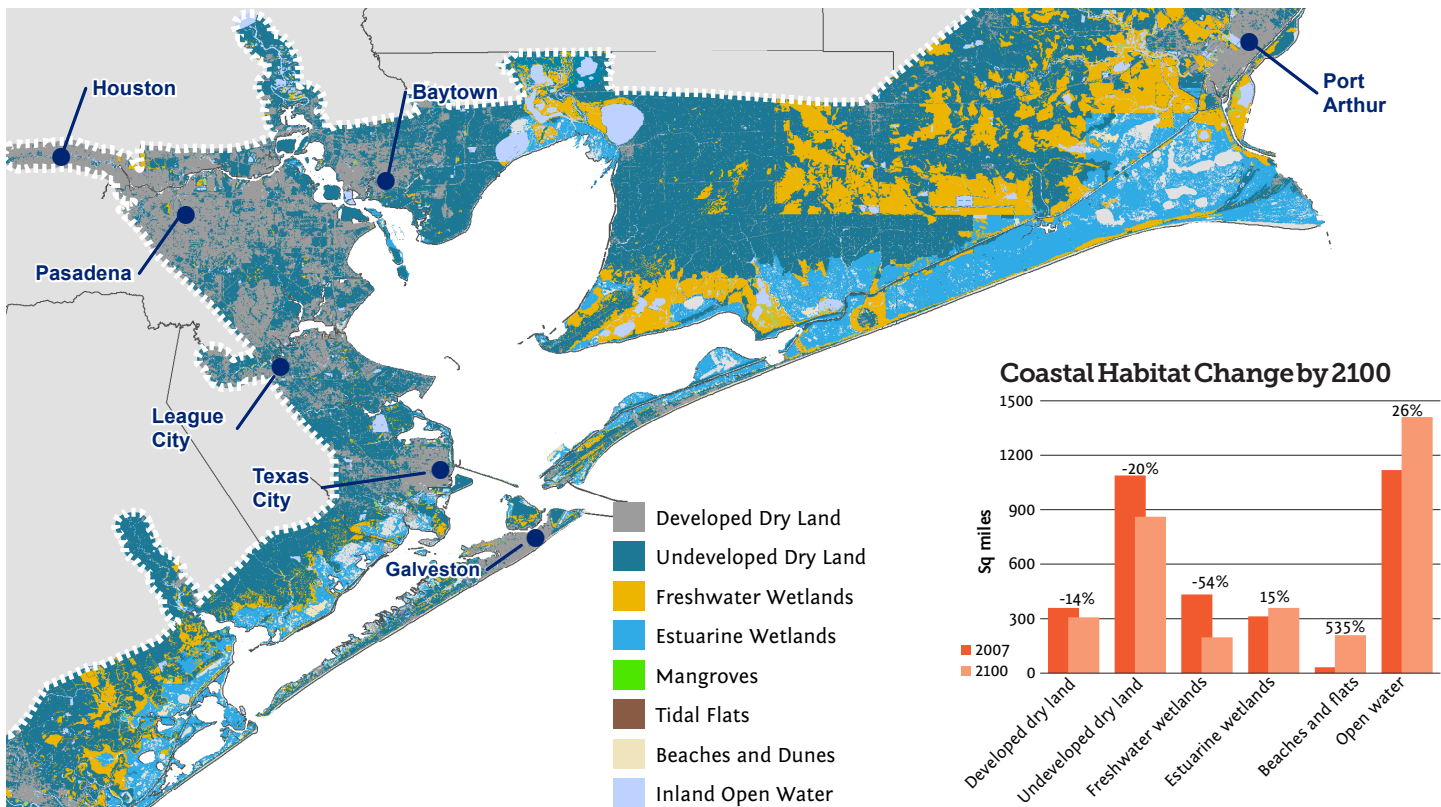 Houston
Baytown
Port
Arthur
Pasadena
League
City
Texas
City
Galveston
Developed Dry Land
Undeveloped Dry Land
Freshwater Wetlands
Estuarine Wetlands
Mangroves
Tidal Flats
Beaches and Dunes
Inland Open Water
Coastal Habitat Change by 2100
Sq miles
1500
1200
900
600
300
0
-14%
-20%
-54%
15%
535%
26%
2007
2100
Developed dry land
Undeveloped dry land
Freshwater wetlands
Estuarine wetlands
Beaches and flats
Open water